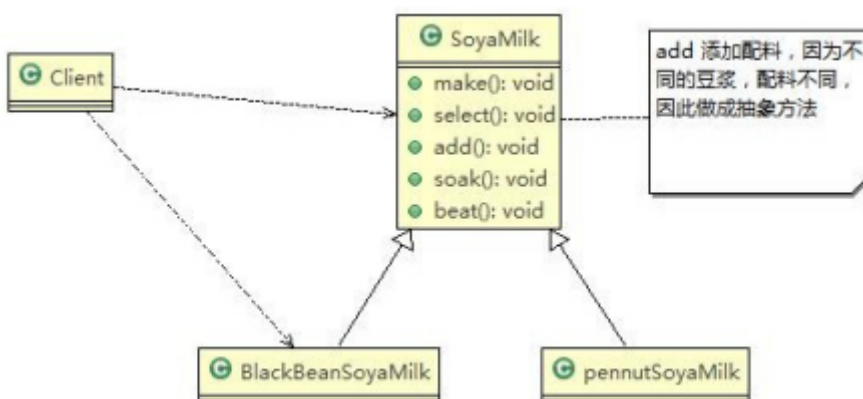 SoyaMilk
make(): void
select(): void
add(): void
soak(): void
beat(): void
Client
add 添加配料，因为不
同的豆浆，配料不同，
因此做成抽象方法
BlackBeanSoyaMilk
pennutSoyaMilk